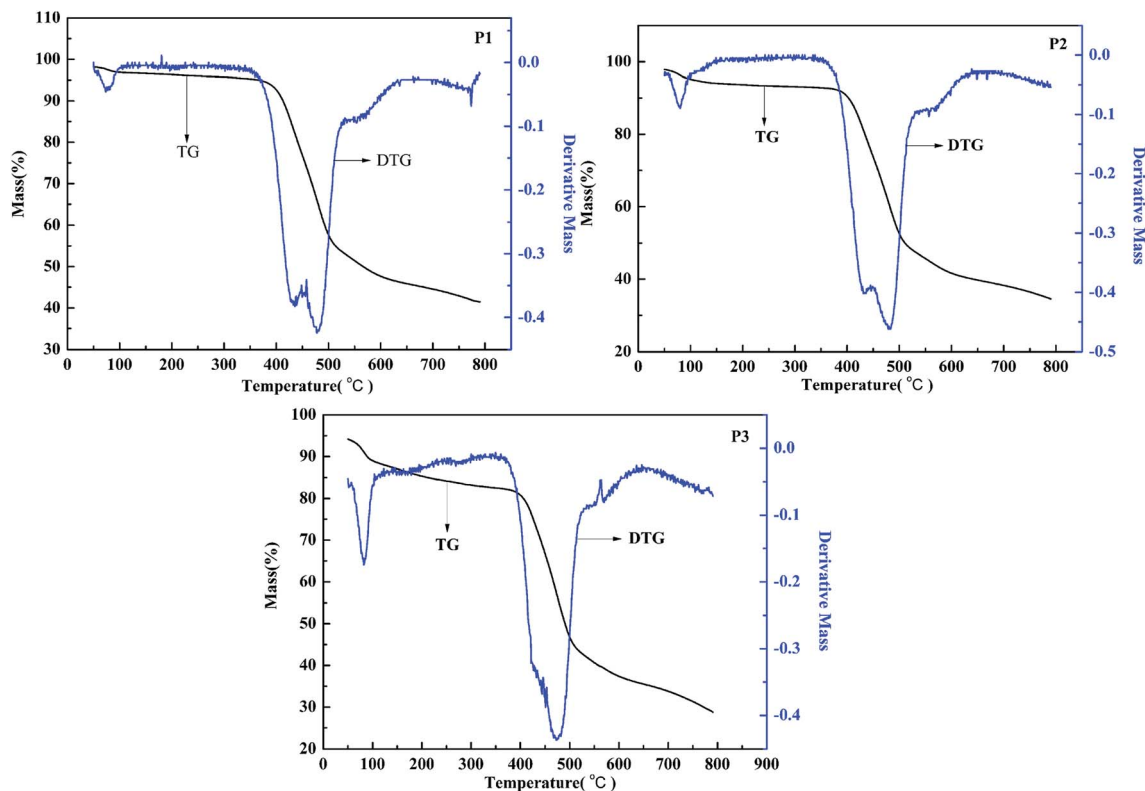 P1
110
100
90
80
70
60
50
40
30
Mass(%)
0 100 200 300 400 500 600 700 800
Temperature( °C )
0.0
-0.1
-0.2
-0.3
-0.4
Derivative Mass
TG
DTG
P2
100
80
60
40
20
Mass(%)
0 100 200 300 400 500 600 700 800
Temperature( °C )
0.0
-0.1
-0.2
-0.3
-0.4
-0.5
Derivative Mass
TG
DTG
P3
100
90
80
70
60
50
40
30
20
Mass(%)
0 100 200 300 400 500 600 700 800 900
Temperature( °C )
0.0
-0.1
-0.2
-0.3
-0.4
Derivative Mass
TG
DTG